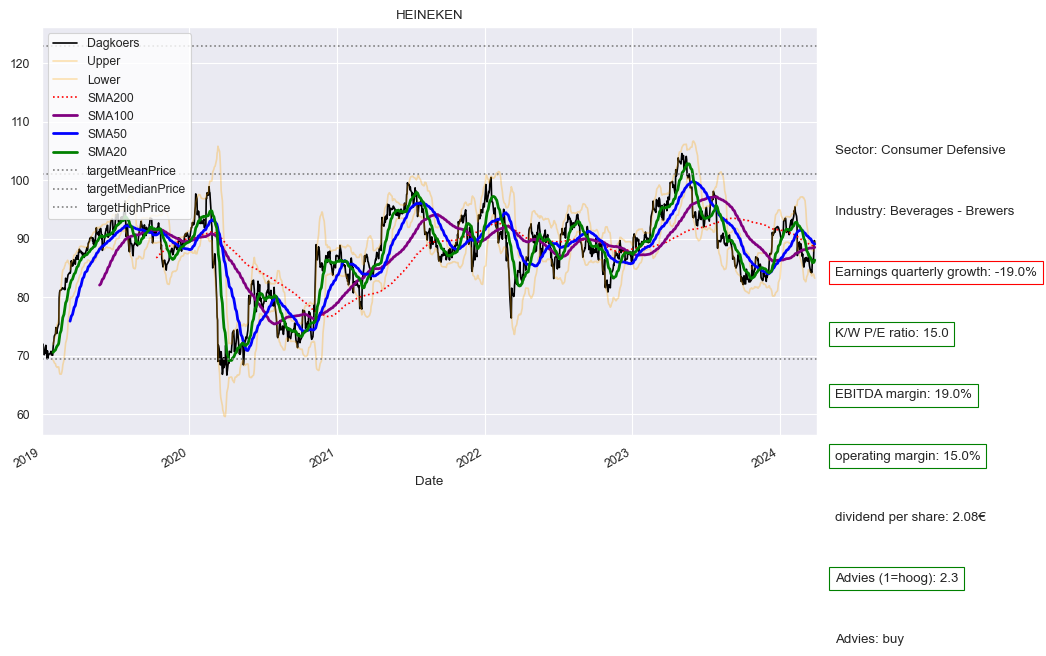 HEINEKEN
Dagkoers
Upper
Lower
SMA200
SMA100
SMA50
SMA20
targetMeanPrice
targetMedianPrice
targetHighPrice
120
110
100
90
80
70
60
2019
2020
2021
2022
2023
2024
Date
Sector: Consumer Defensive
Industry: Beverages - Brewers
Earnings quarterly growth: -19.0%
K/W P/E ratio: 15.0
EBITDA margin: 19.0%
operating margin: 15.0%
dividend per share: 2.08€
Advies (1=hoog): 2.3
Advies: buy